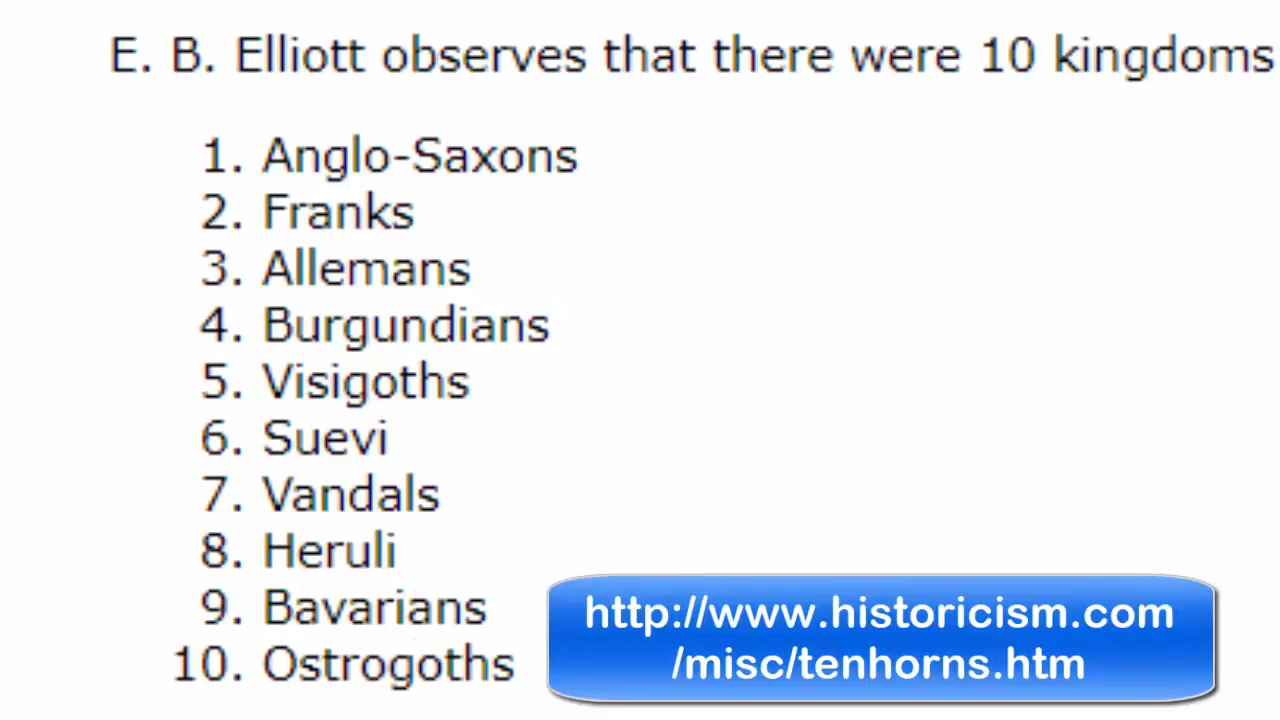 E. B. Elliott observes that there were 10 kingdoms
1. Anglo-Saxons
2. Franks
3. Allemans
4. Burgundians
5. Visigoths
6. Suevi
7. Vandals
8. Heruli
9. Bavarians
10. Ostrogoths
http://www.historicism.com
/misc/tenhorns.htm